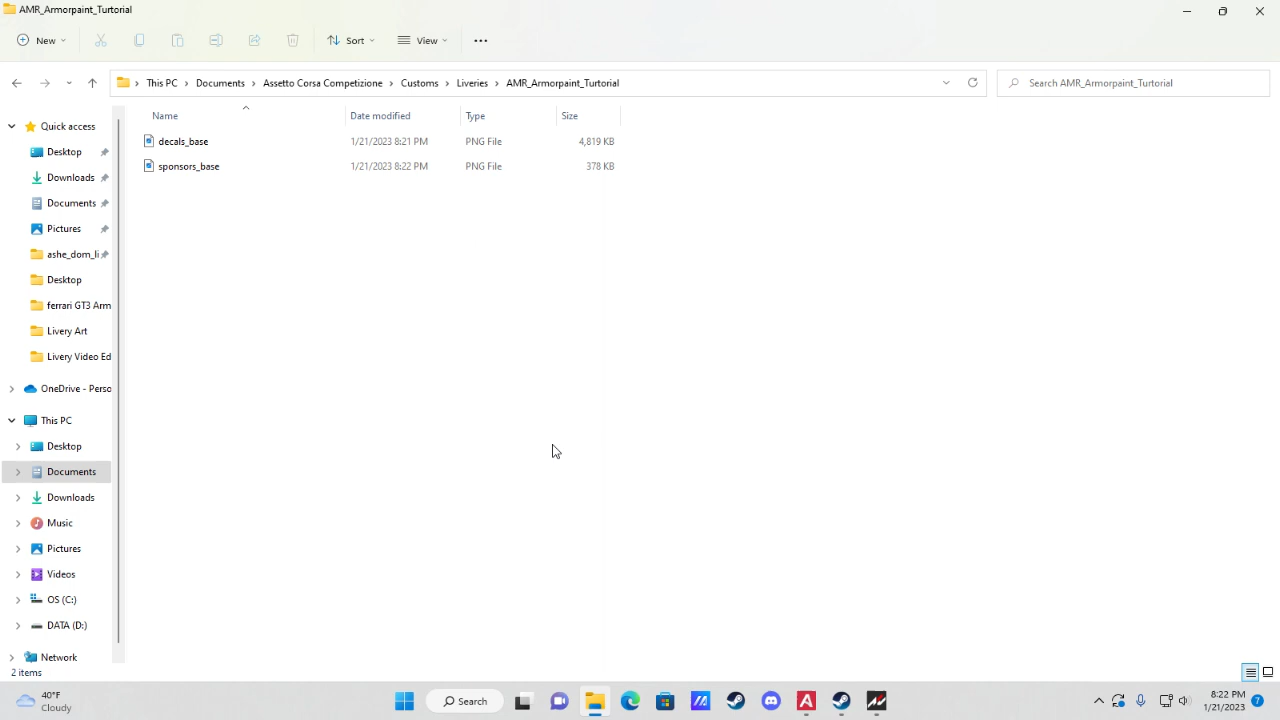 AMR_Armorpaint_Turtorial
New
Sort
View
This PC > Documents > Assetto Corsa Competizione > Customs > Liveries > AMR_Armorpaint_Turtorial
Search AMR_Armorpaint_Turtorial
Name Date modified Type Size
decals_base 1/21/2023 8:21 PM PNG File 4,819 KB
sponsors_base 1/21/2023 8:22 PM PNG File 378 KB
Quick access
Desktop
Downloads
Documents
Pictures
ashe_dom_li
Desktop
ferrari GT3 Arm
Livery Art
Livery Video Ed
OneDrive - Perso
This PC
Desktop
Documents
Downloads
Music
Pictures
Videos
OS (C:)
DATA (D:)
Network
2 items
40°F
Cloudy
Search
8:22 PM
1/21/2023
7